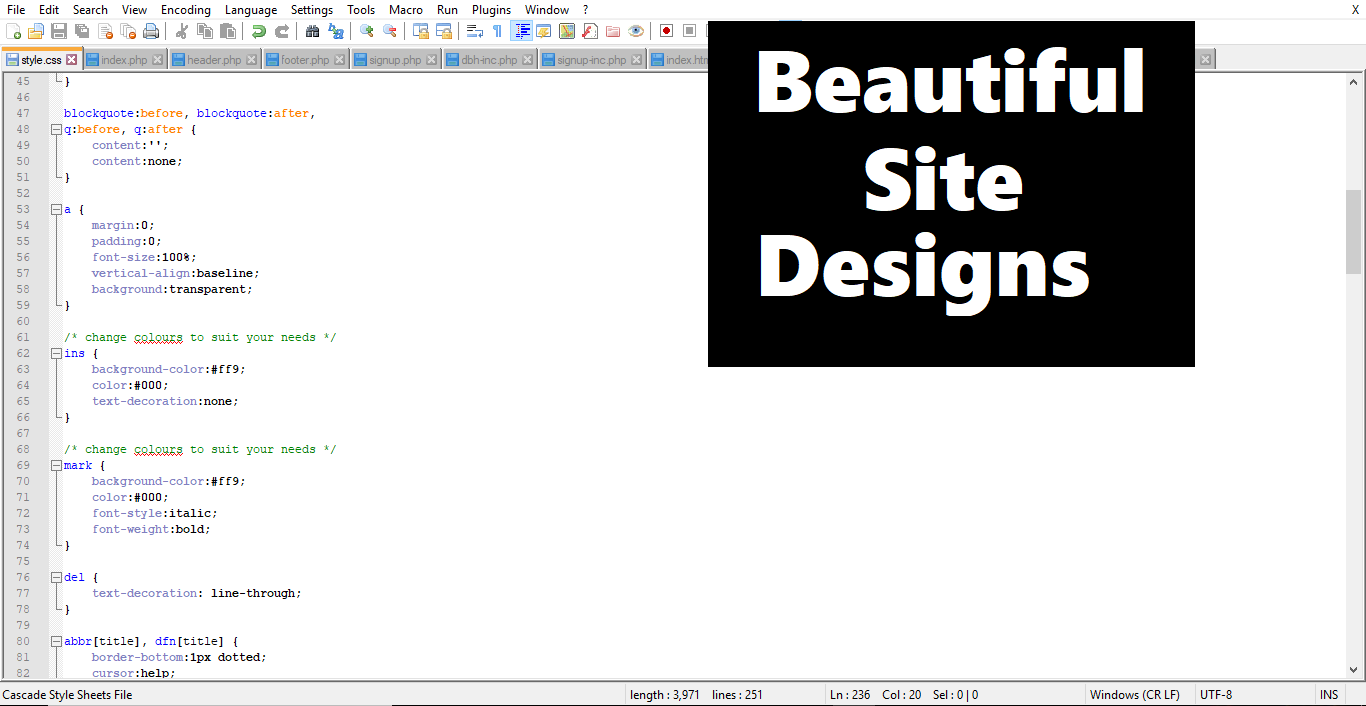 File Edit Search View Encoding Language Settings Tools Macro Run Plugins Window ? X
style.css index.php header.php footer.php signup.php dbh-inc.php signup-inc.php
Beautiful
Site
Designs
45 }
46
47 blockquote:before, blockquote:after,
48 q:before, q:after {
49 content:'';
50 content:none;
51 }
52
53 a {
54 margin:0;
55 padding:0;
56 font-size:100%;
57 vertical-align:baseline;
58 background:transparent;
59 }
60
61 /* change colours to suit your needs */
62 ins {
63 background-color:#ff9;
64 color:#000;
65 text-decoration:none;
66 }
67
68 /* change colours to suit your needs */
69 mark {
70 background-color:#ff9;
71 color:#000;
72 font-style:italic;
73 font-weight:bold;
74 }
75
76 del {
77 text-decoration: line-through;
78 }
79
80 abbr[title], dfn[title] {
81 border-bottom:1px dotted;
82 cursor:help;
Cascade Style Sheets File length : 3,971 lines : 251 Ln : 236 Col : 20 Sel : 0 | 0 Windows (CR LF) UTF-8 INS